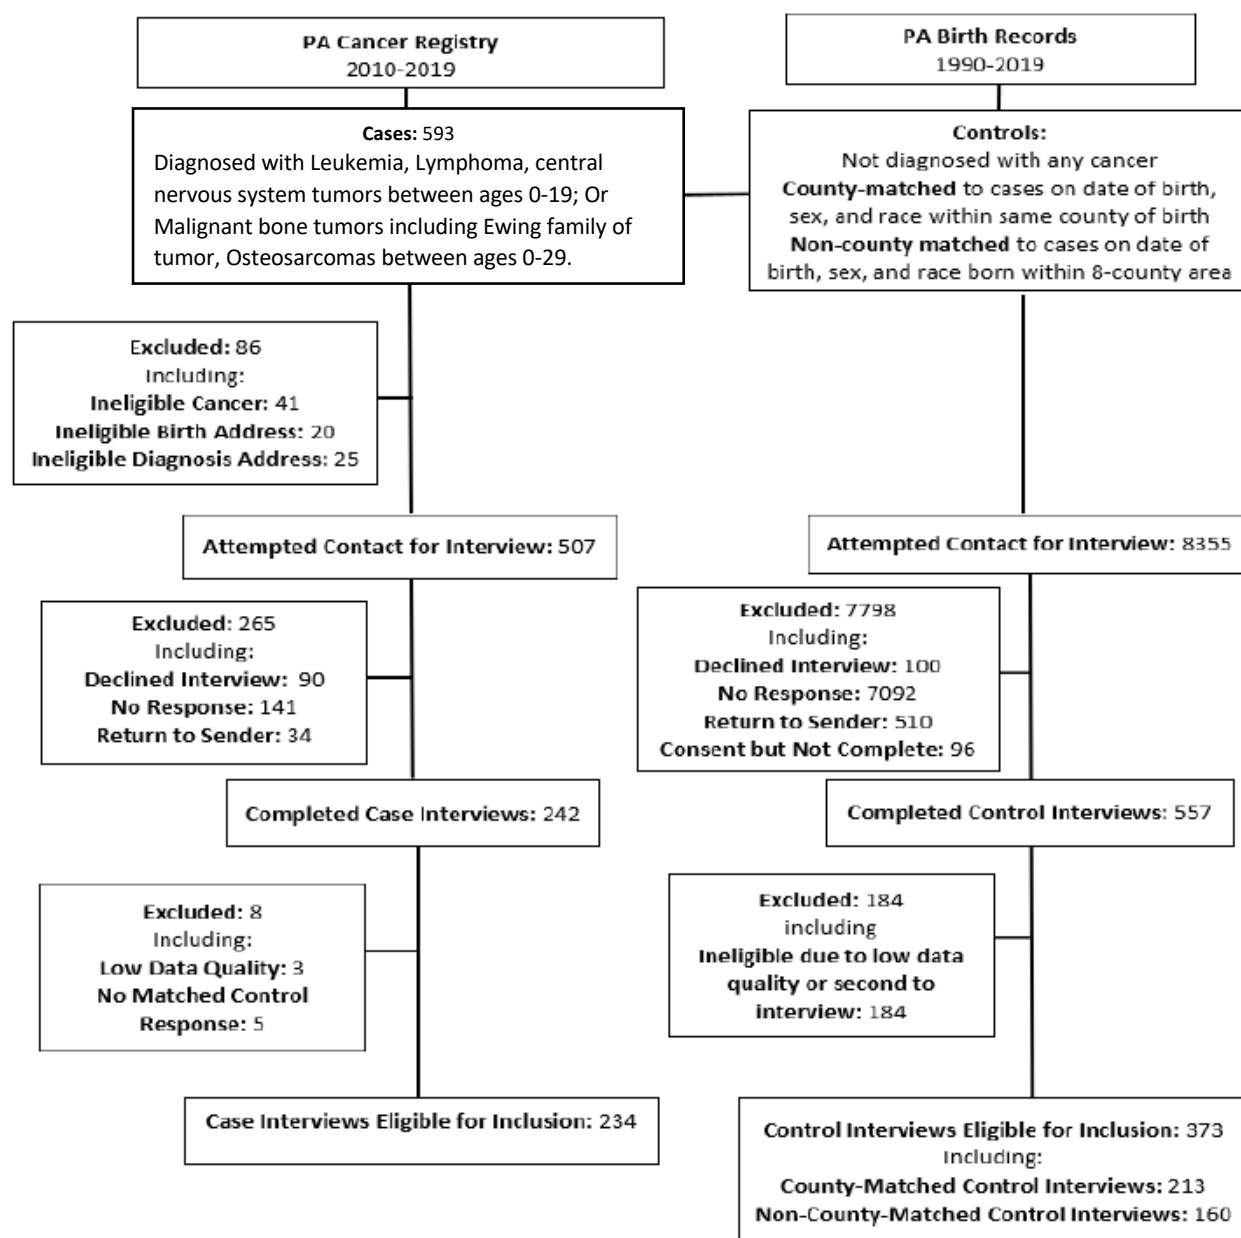 PA Cancer Registry
2010-2019
PA Birth Records
1990-2019
Cases: 593
Diagnosed with Leukemia, Lymphoma, central
nervous system tumors between ages 0-19; Or
Malignant bone tumors including Ewing family of
tumor, Osteosarcomas between ages 0-29.
Controls:
Not diagnosed with any cancer
County-matched to cases on date of birth,
sex, and race within same county of birth
Non-county matched to cases on date of
birth, sex, and race born within 8-county area
Excluded: 86
Including:
Ineligible Cancer: 41
Ineligible Birth Address: 20
Ineligible Diagnosis Address: 25
Attempted Contact for Interview: 507
Attempted Contact for Interview: 8355
Excluded: 265
Including:
Declined Interview: 90
No Response: 141
Return to Sender: 34
Excluded: 7798
Including:
Declined Interview: 100
No Response: 7092
Return to Sender: 510
Consent but Not Complete: 96
Completed Case Interviews: 242
Completed Control Interviews: 557
Excluded: 8
Including:
Low Data Quality: 3
No Matched Control
Response: 5
Excluded: 184
including
Ineligible due to low data
quality or second to
interview: 184
Case Interviews Eligible for Inclusion: 234
Control Interviews Eligible for Inclusion: 373
Including:
County-Matched Control Interviews: 213
Non-County-Matched Control Interviews: 160